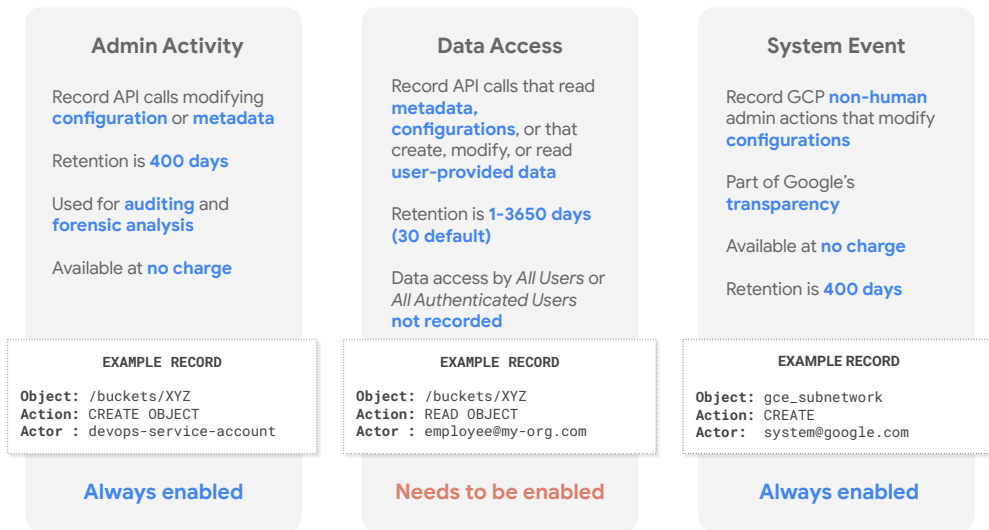 Admin Activity
Record API calls modifying
configuration or metadata
Retention is 400 days
Used for auditing and
forensic analysis
Available at no charge
EXAMPLE RECORD
Object: /buckets/XYZ
Action: CREATE OBJECT
Actor : devops-service-account
Always enabled
Data Access
Record API calls that read
metadata,
configurations, or that
create, modify, or read
user-provided data
Retention is 1-3650 days
(30 default)
Data access by All Users or
All Authenticated Users
not recorded
EXAMPLE RECORD
Object: /buckets/XYZ
Action: READ OBJECT
Actor : employee@my-org.com
Needs to be enabled
System Event
Record GCP non-human
admin actions that modify
configurations
Part of Google's
transparency
Available at no charge
Retention is 400 days
EXAMPLE RECORD
Object: gce_subnetwork
Action: CREATE
Actor: system@google.com
Always enabled